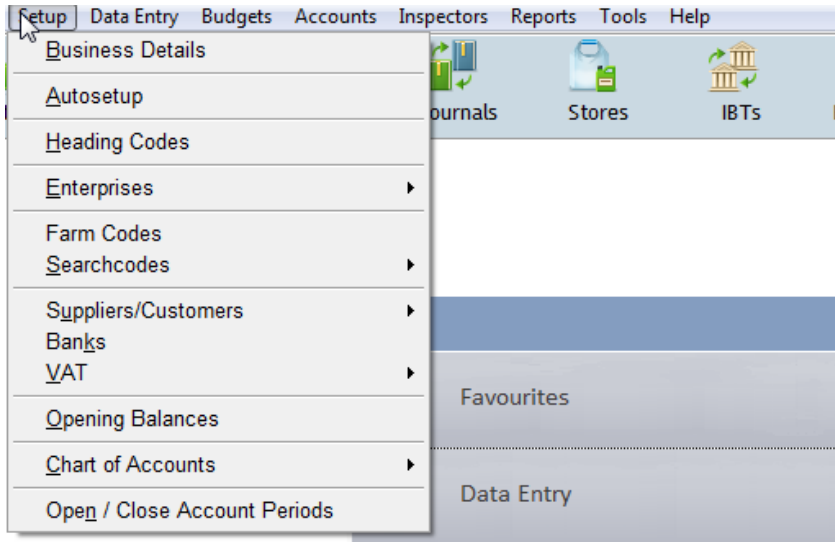 Setup Data Entry Budgets Accounts Inspectors Reports Tools Help
Business Details
Autosetup
Heading Codes
Enterprises
Farm Codes
Searchcodes
Suppliers/Customers
Banks
VAT
Opening Balances
Chart of Accounts
Open / Close Account Periods
ournals Stores IBTs
Favourites
Data Entry